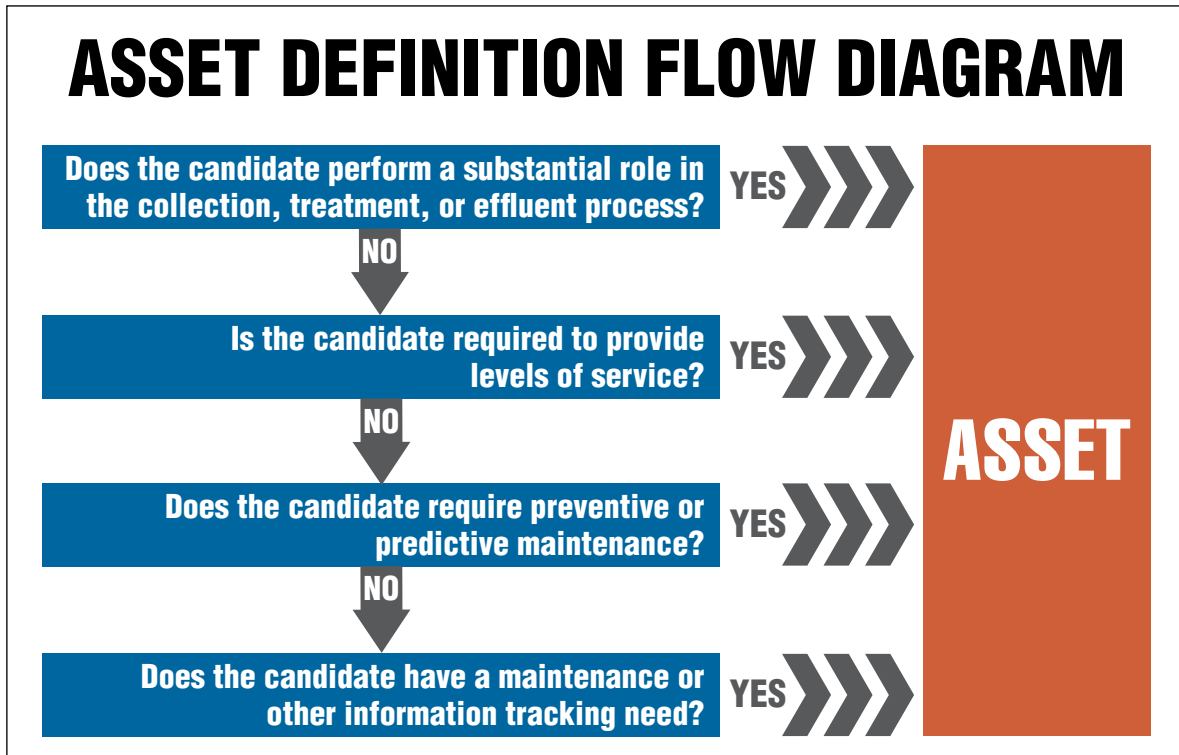 ASSET DEFINITION FLOW DIAGRAM
Does the candidate perform a substantial role in
the collection, treatment, or effluent process?
YES
NO
Is the candidate required to provide
levels of service?
YES
NO
ASSET
Does the candidate require preventive or
predictive maintenance?
YES
NO
Does the candidate have a maintenance or
other information tracking need?
YES